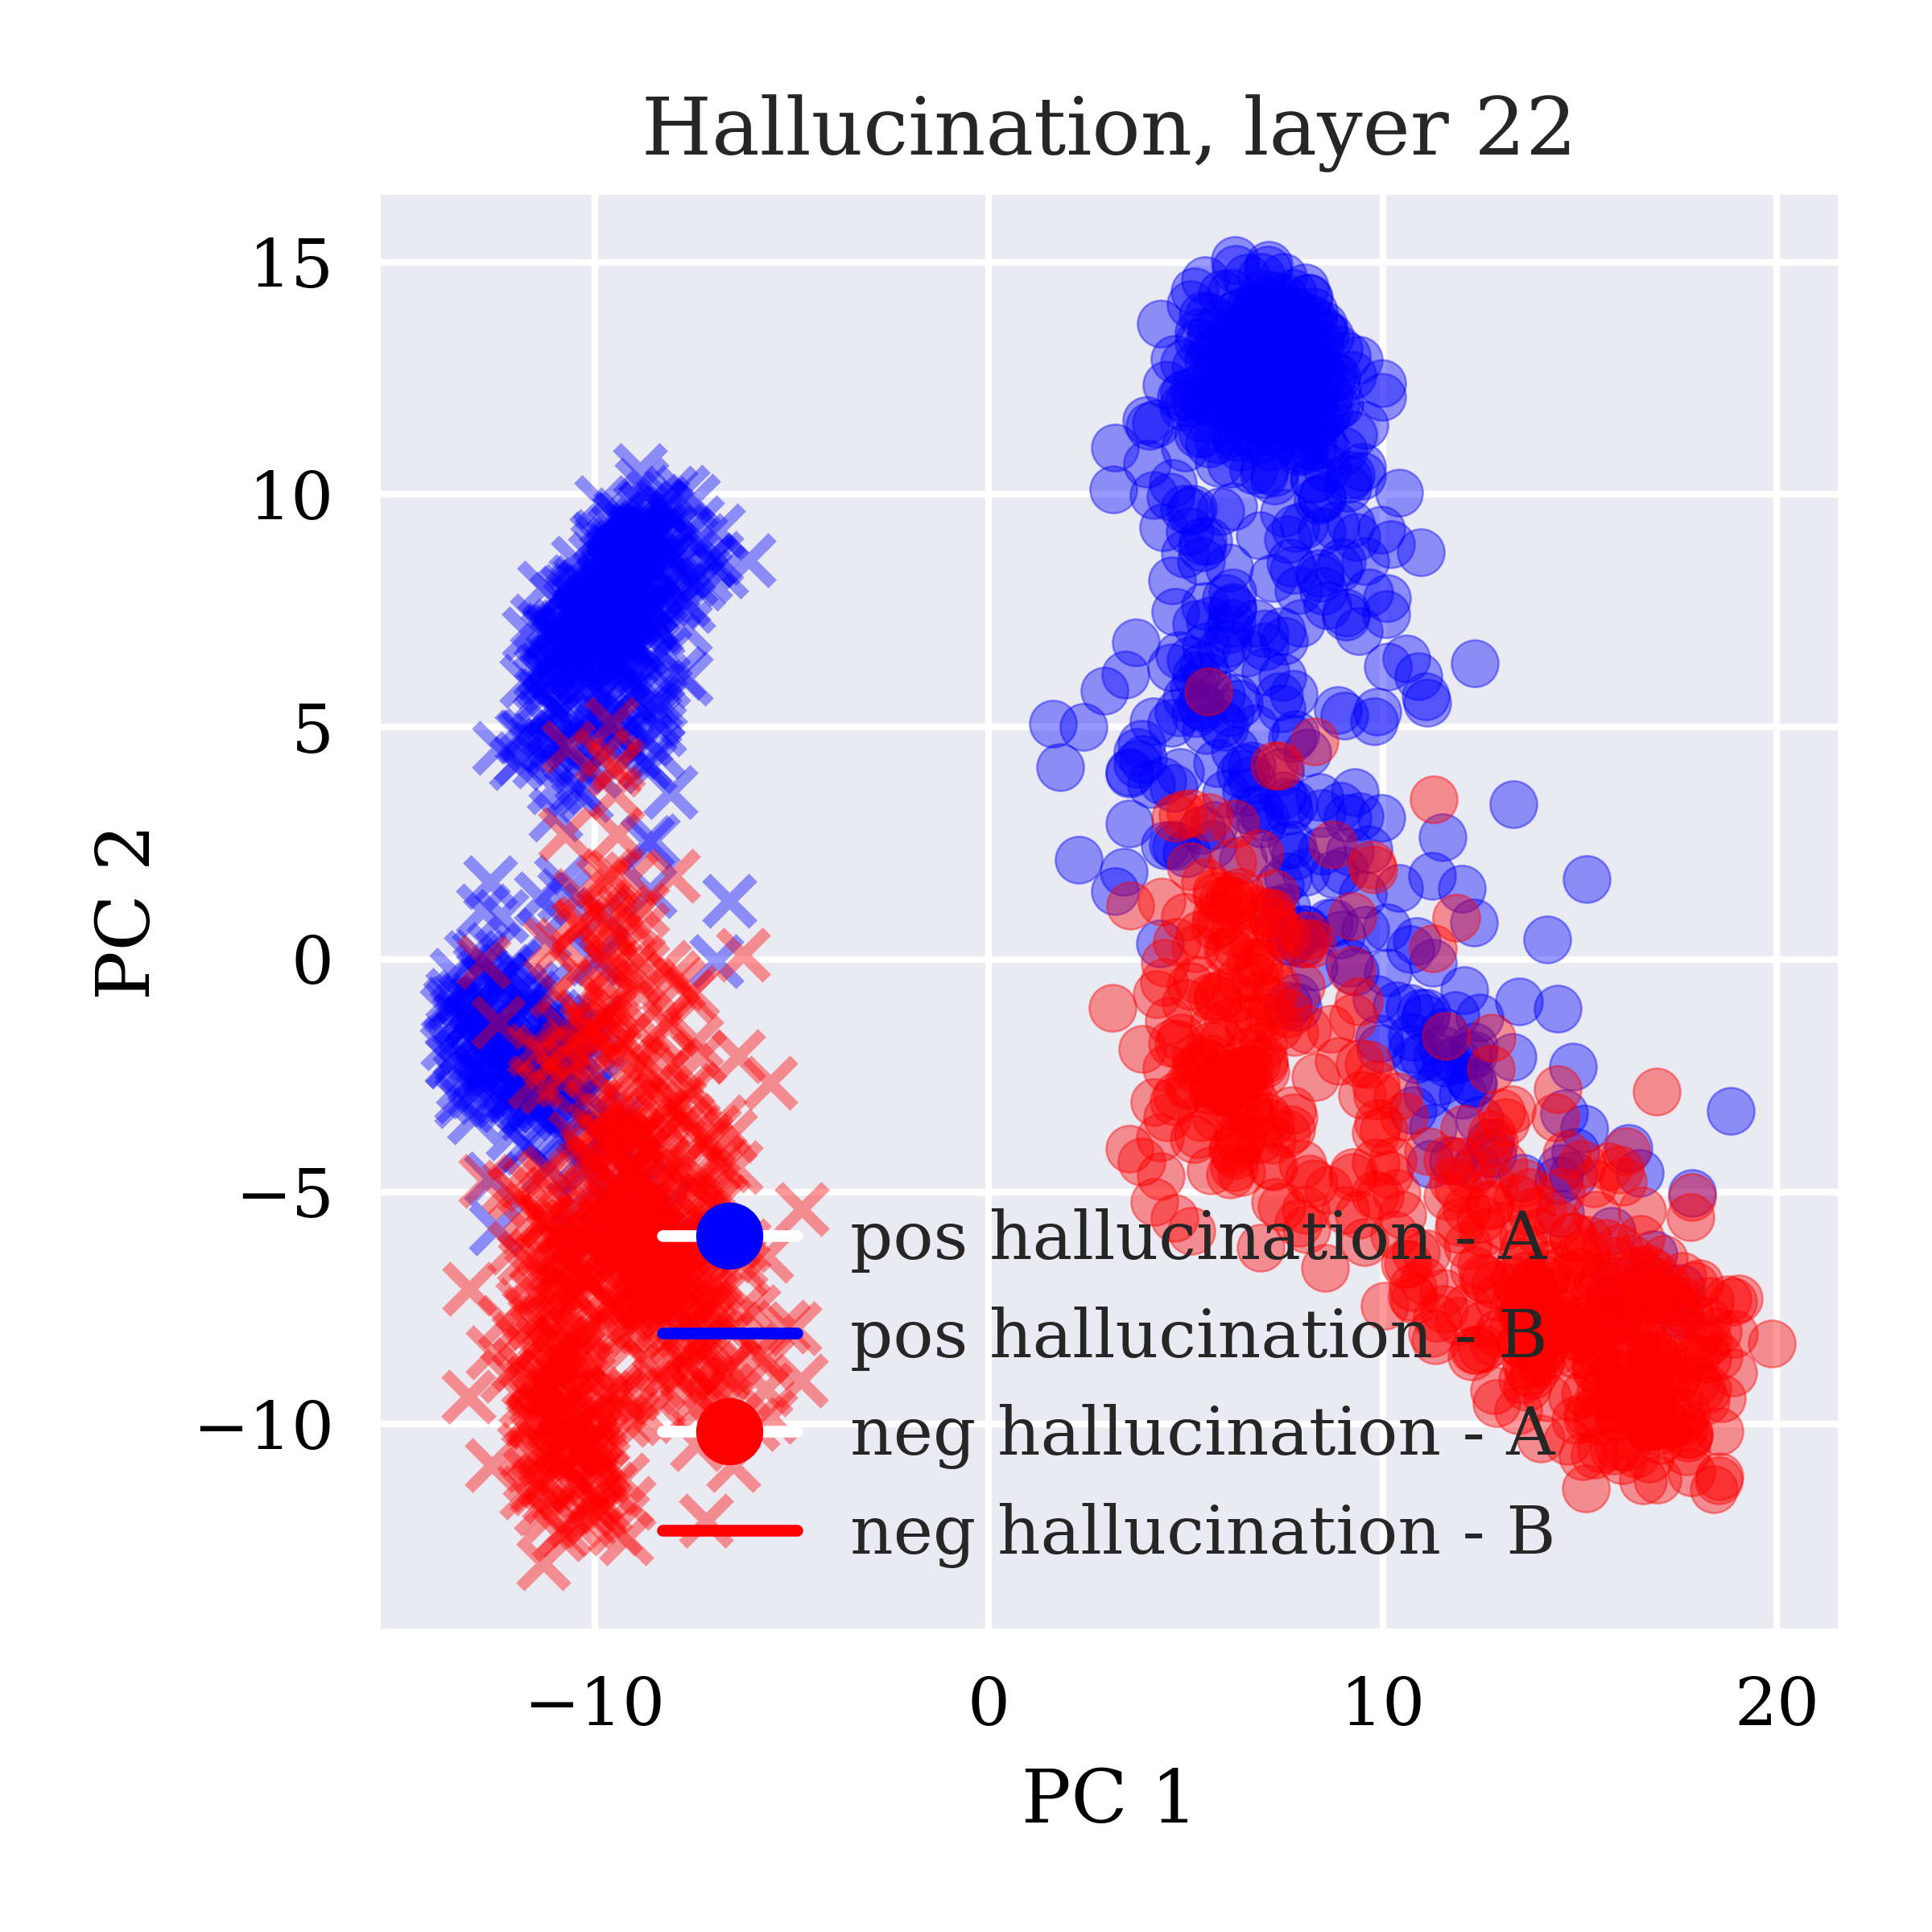 Hallucination, layer 22
15
10
5
0
−5
−10
PC 2
pos hallucination - A
pos hallucination - B
neg hallucination - A
neg hallucination - B
−10 0 10 20
PC 1